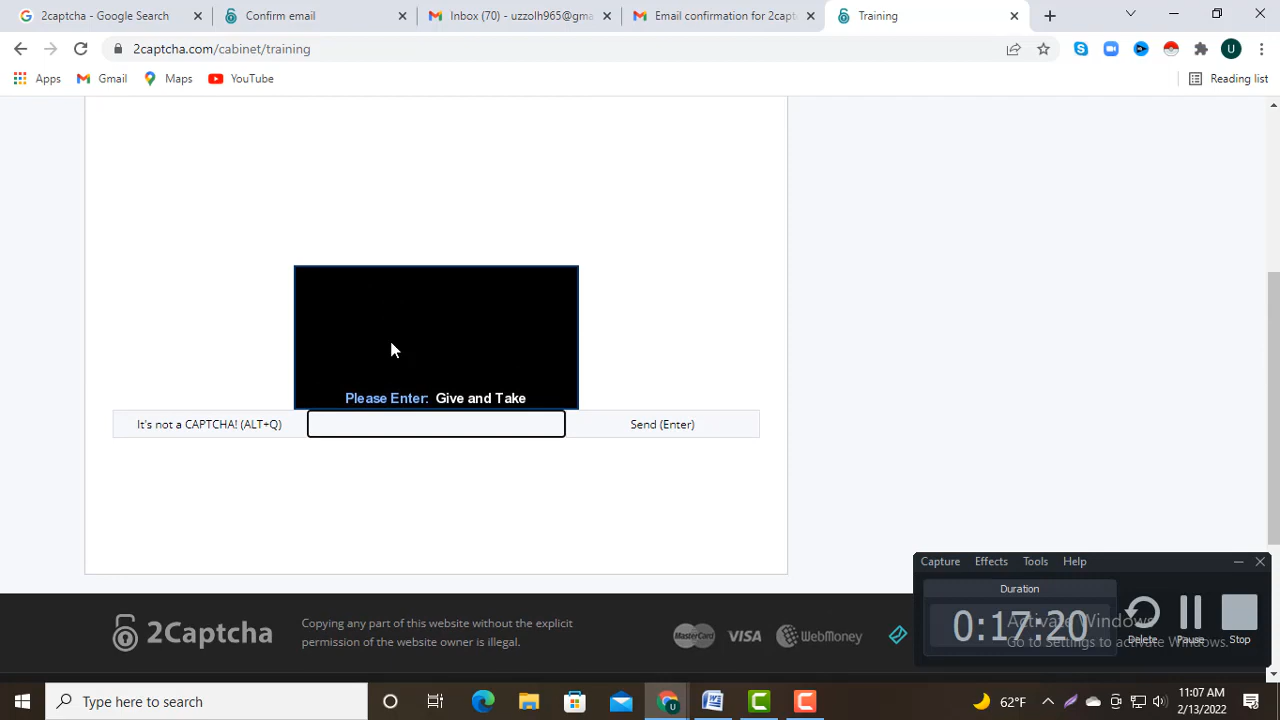 2captcha - Google Search
Confirm email
Inbox (70) - uzzolh965@gma
Email confirmation for 2capt
Training
2captcha.com/cabinet/training
U
Apps
Gmail
Maps
YouTube
Reading list
Please Enter: Give and Take
It's not a CAPTCHA! (ALT+Q)
Send (Enter)
2Captcha
Copying any part of this website without the explicit
permission of the website owner is illegal.
MasterCard
VISA
WebMoney
Capture Effects Tools Help
Duration
0:17:20
Delete
Pause
Stop
Activate Windows
Go to Settings to activate Windows.
Type here to search
62°F
11:07 AM
2/13/2022